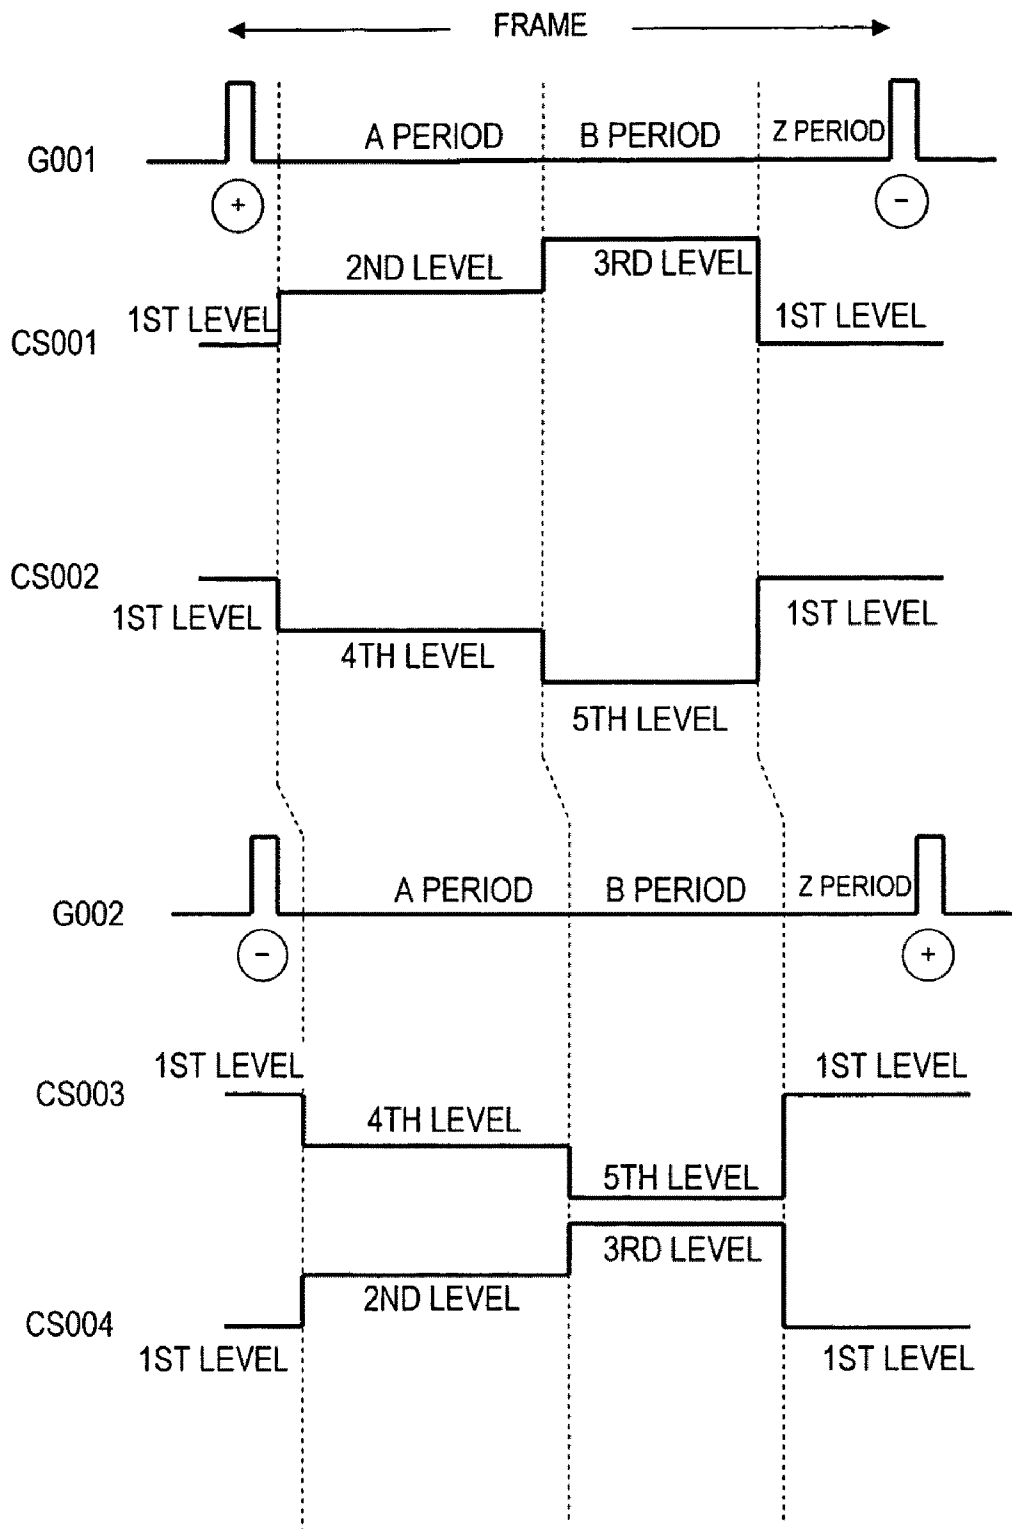 FRAME
A PERIOD B PERIOD Z PERIOD
G001
+ -
2ND LEVEL 3RD LEVEL
1ST LEVEL 1ST LEVEL
CS001
CS002
1ST LEVEL 1ST LEVEL
4TH LEVEL
5TH LEVEL
A PERIOD B PERIOD Z PERIOD
G002
- +
1ST LEVEL 1ST LEVEL
CS003
4TH LEVEL
5TH LEVEL
3RD LEVEL
2ND LEVEL
CS004
1ST LEVEL 1ST LEVEL